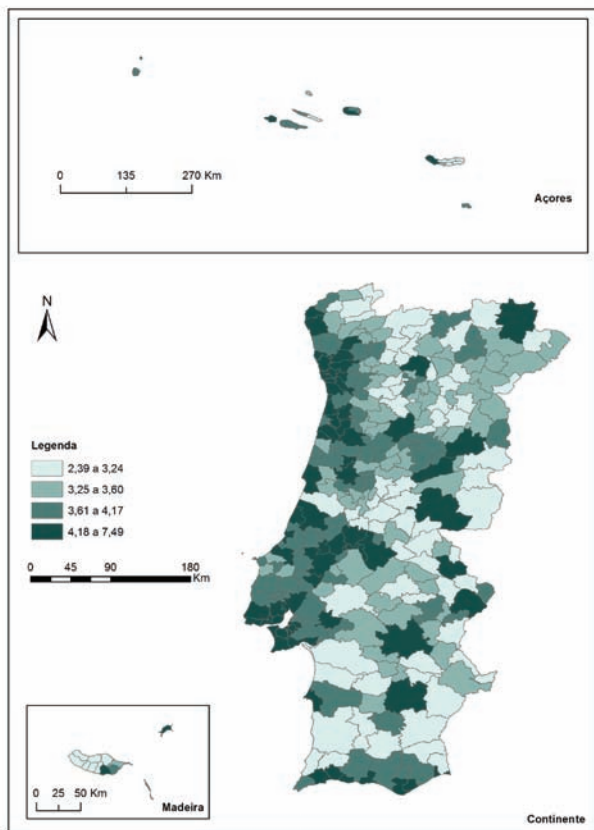 0 135 270 Km
Açores
N
Legenda
2,39 a 3,24
3,25 a 3,60
3,61 a 4,17
4,18 a 7,49
0 45 90 180
Km
0 25 50 Km
Madeira
Continente